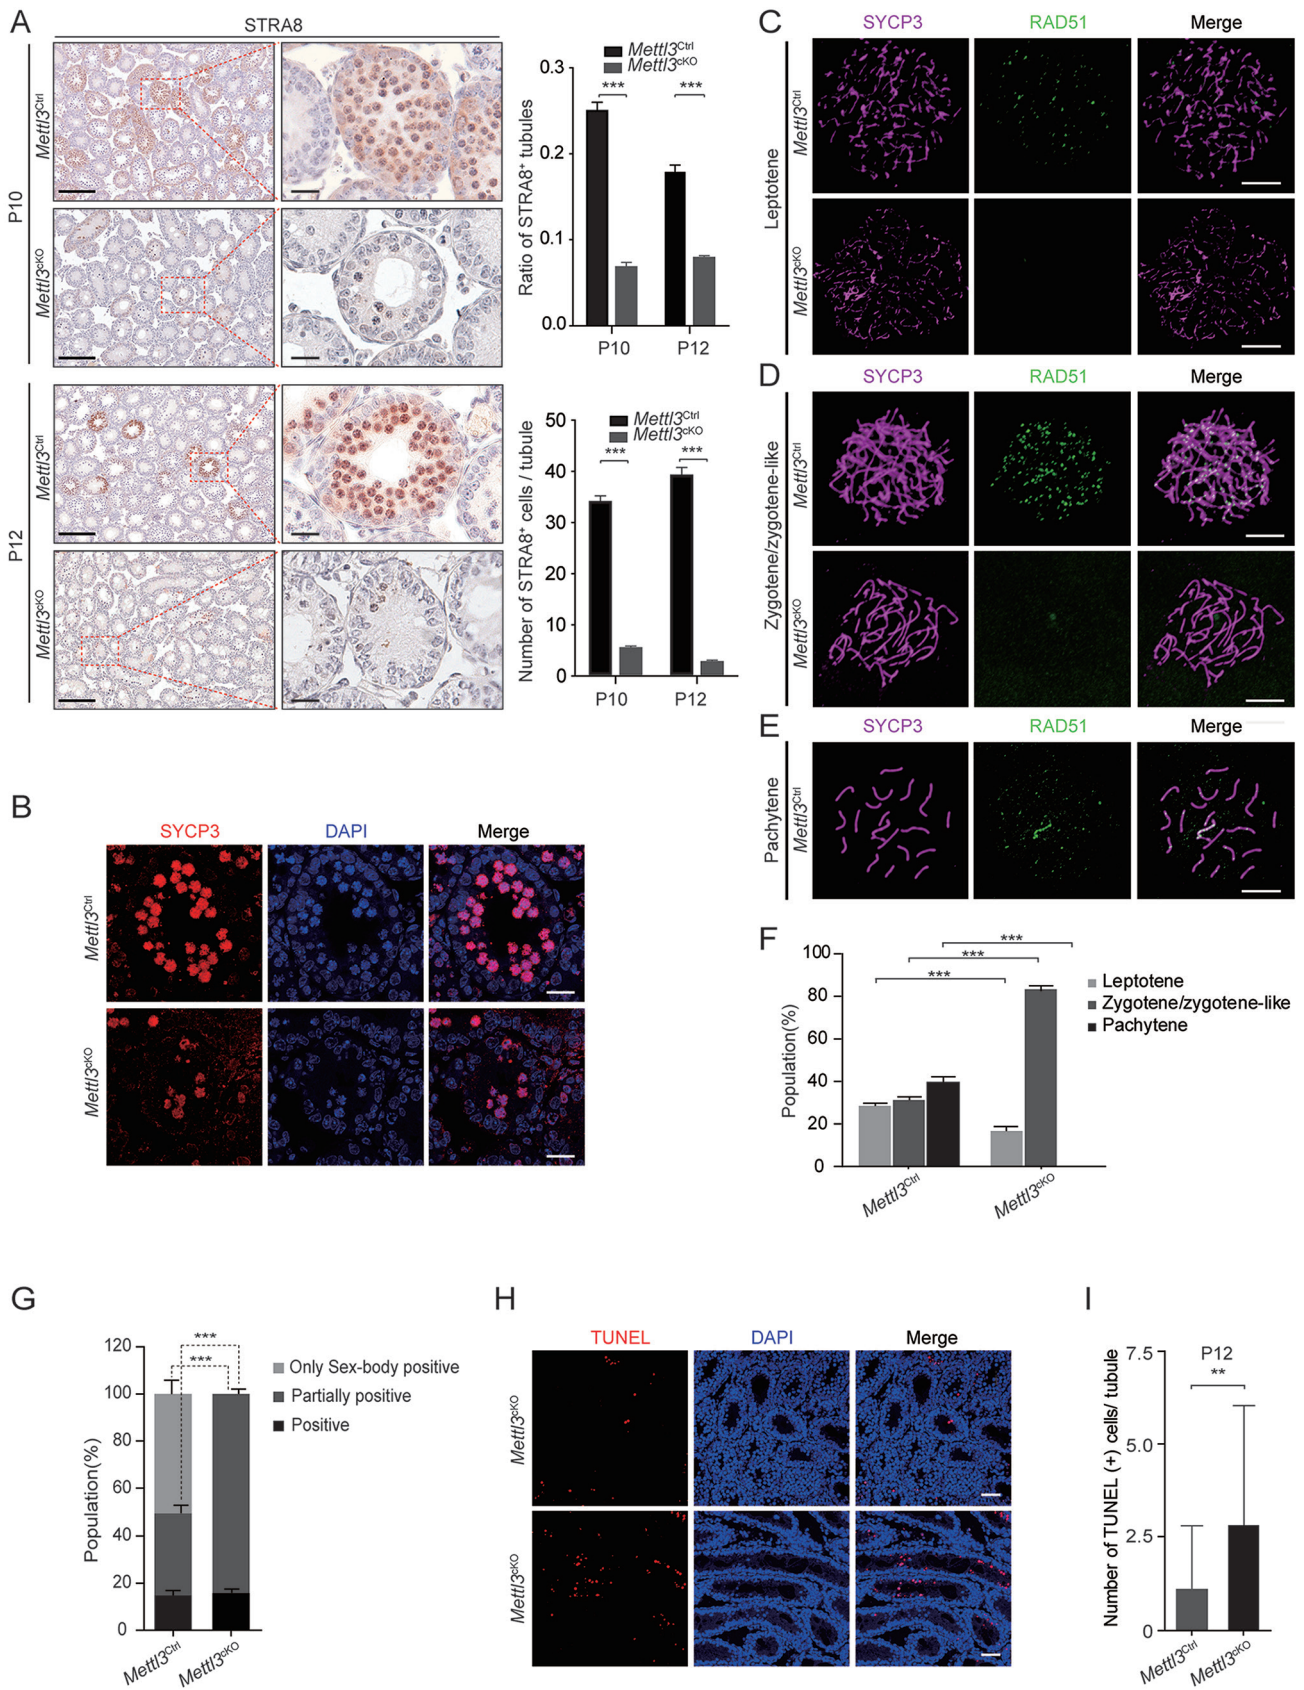 A
STRA8
P10
Mettl3Ctrl
Mettl3cKO
P12
Mettl3Ctrl
Mettl3cKO
Mettl3Ctrl
Mettl3cKO
Ratio of STRA8+ tubules
0.3
0.2
0.1
0.0
***
***
P10
P12
Mettl3Ctrl
Mettl3cKO
Number of STRA8+ cells / tubule
50
40
30
20
10
0
***
***
P10
P12
B
SYCP3
DAPI
Merge
Mettl3Ctrl
Mettl3cKO
C
SYCP3
RAD51
Merge
Leptotene
Mettl3Ctrl
Mettl3cKO
D
SYCP3
RAD51
Merge
Zygotene/zygotene-like
Mettl3Ctrl
Mettl3cKO
E
SYCP3
RAD51
Merge
Pachytene
Mettl3Ctrl
F
Population(%)
100
80
60
40
20
0
***
***
***
Leptotene
Zygotene/zygotene-like
Pachytene
Mettl3Ctrl
Mettl3cKO
G
Population(%)
120
100
80
60
40
20
0
***
***
Only Sex-body positive
Partially positive
Positive
Mettl3Ctrl
Mettl3cKO
H
TUNEL
DAPI
Merge
Mettl3cKO
Mettl3cKO
I
Number of TUNEL (+) cells/ tubule
7.5
5.0
2.5
0
P12
**
Mettl3Ctrl
Mettl3cKO